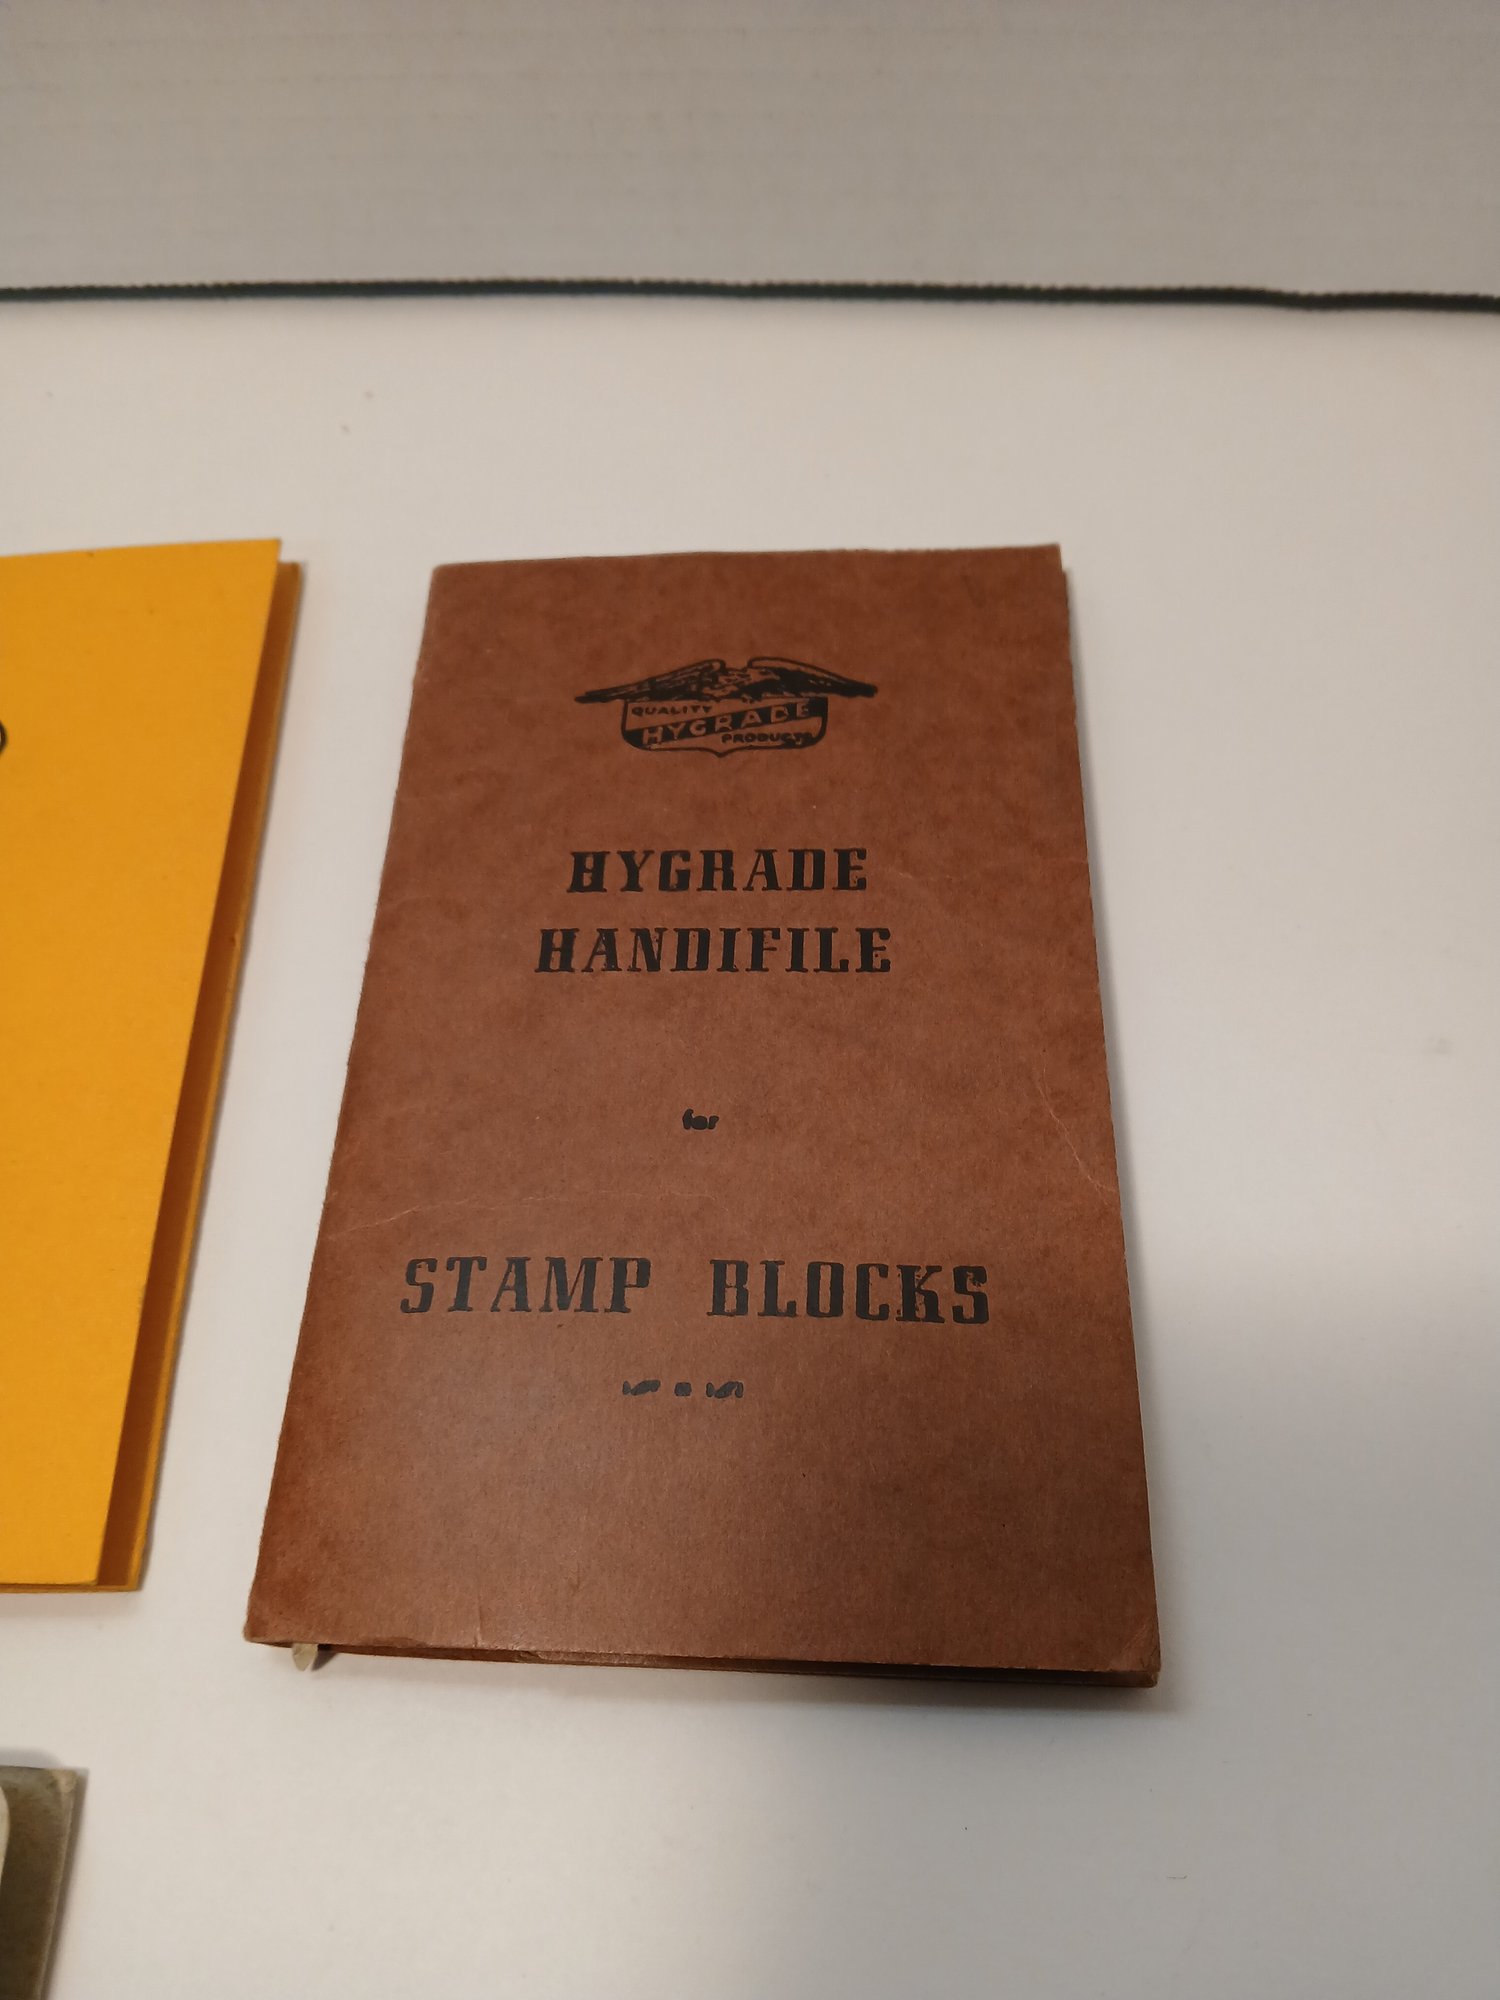 QUALITY
HYGRADE
PRODUCTS
HYGRADE
HANDIFILE
for
STAMP BLOCKS